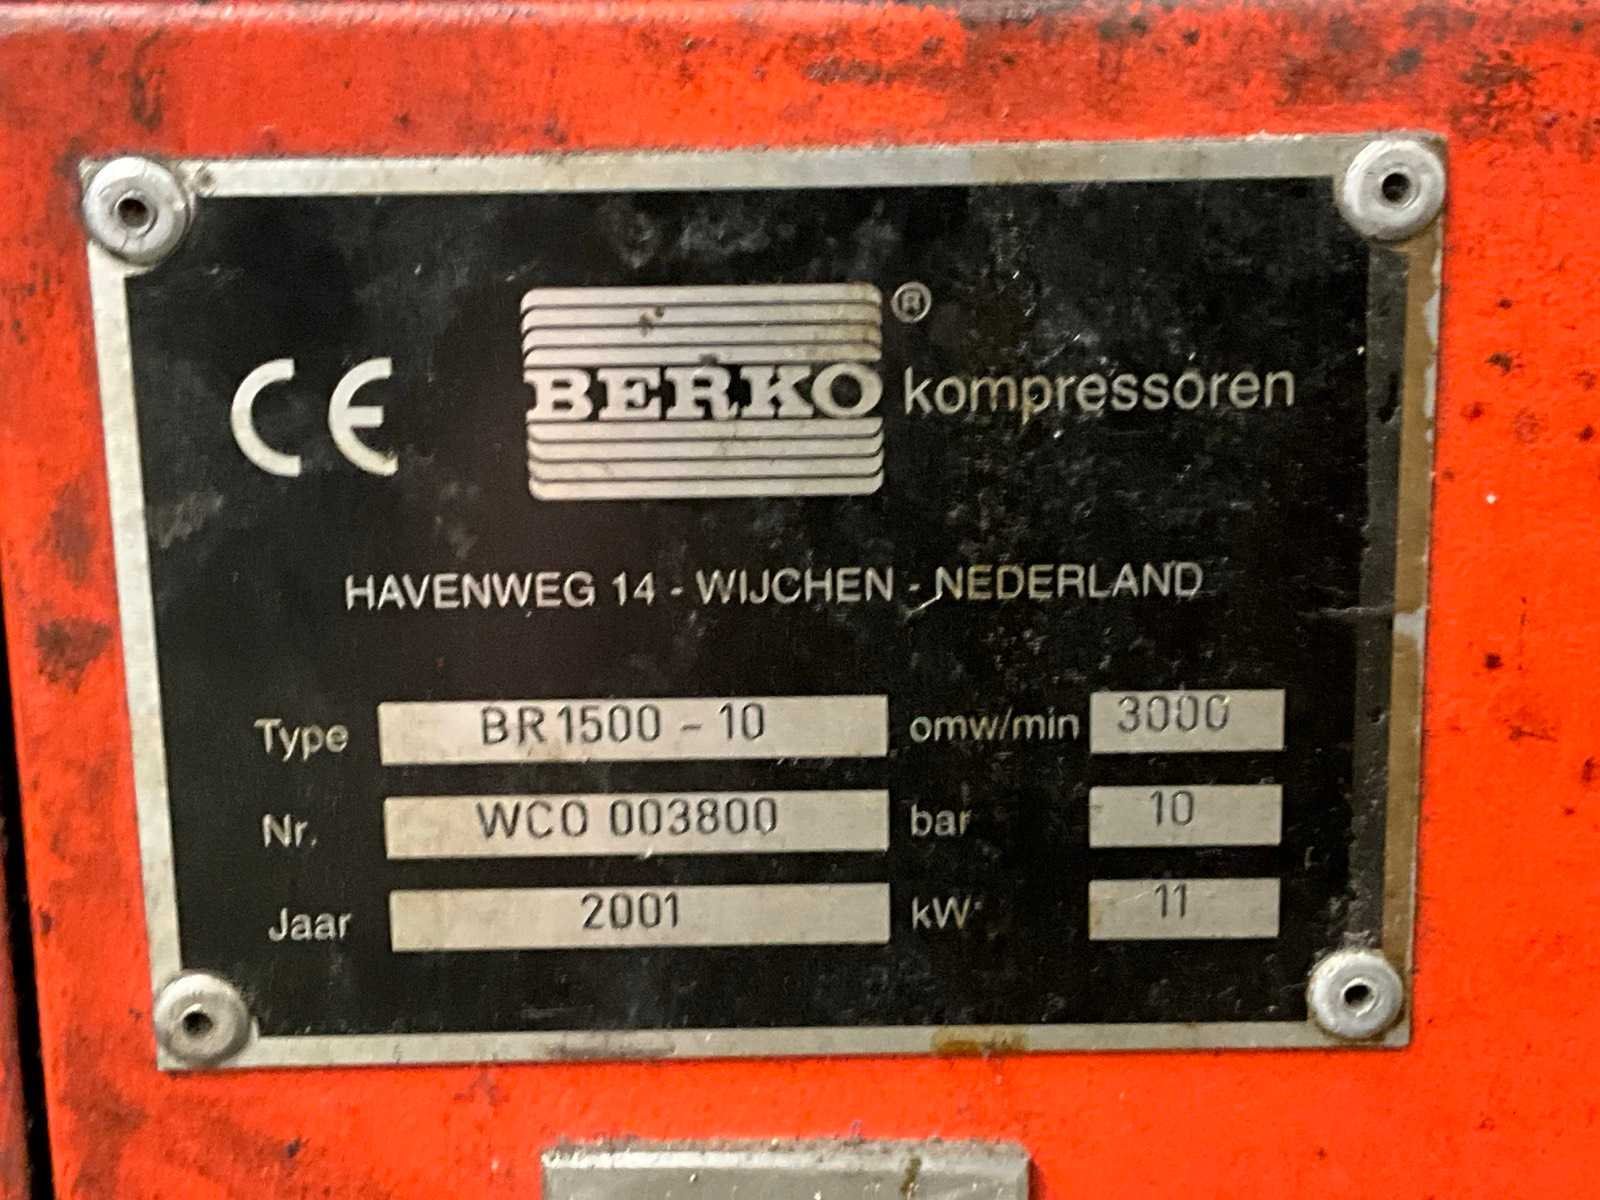 CE BERKO® kompressoren
HAVENWEG 14 - WIJCHEN - NEDERLAND
Type BR1500 - 10 omw/min 3000
Nr. WCO 003800 bar 10
Jaar 2001 kW 11